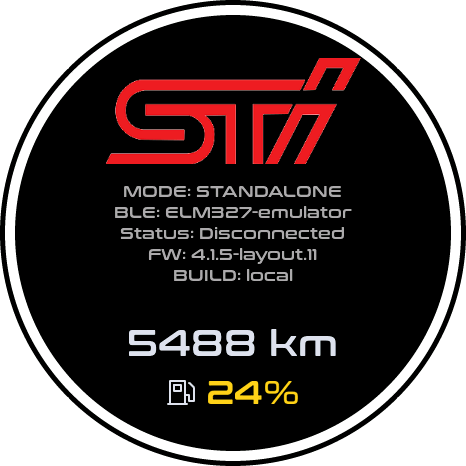 STi
MODE: STANDALONE
BLE: ELM327-emulator
Status: Disconnected
FW: 4.1.5-layout.11
BUILD: local
5488 km
24%